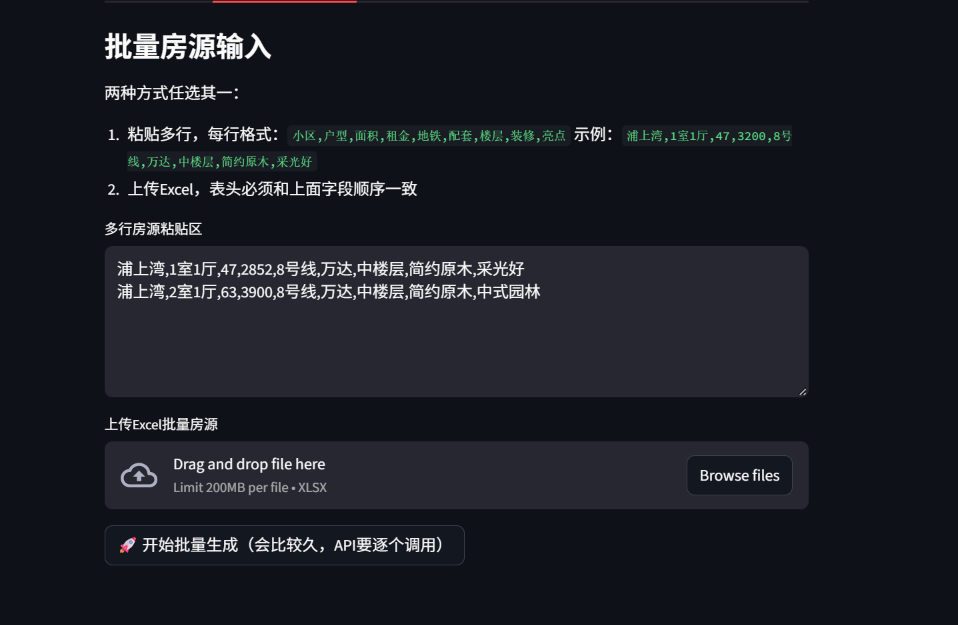 批量房源输入
两种方式任选其一：
1. 粘贴多行，每行格式：小区,户型,面积,租金,地铁,配套,楼层,装修,亮点 示例：浦上湾,1室1厅,47,3200,8号
线,万达,中楼层,简约原木,采光好
2. 上传Excel，表头必须和上面字段顺序一致
多行房源粘贴区
浦上湾,1室1厅,47,2852,8号线,万达,中楼层,简约原木,采光好
浦上湾,2室1厅,63,3900,8号线,万达,中楼层,简约原木,中式园林
上传Excel批量房源
Drag and drop file here
Limit 200MB per file • XLSX
Browse files
🚀 开始批量生成（会比较久，API要逐个调用）